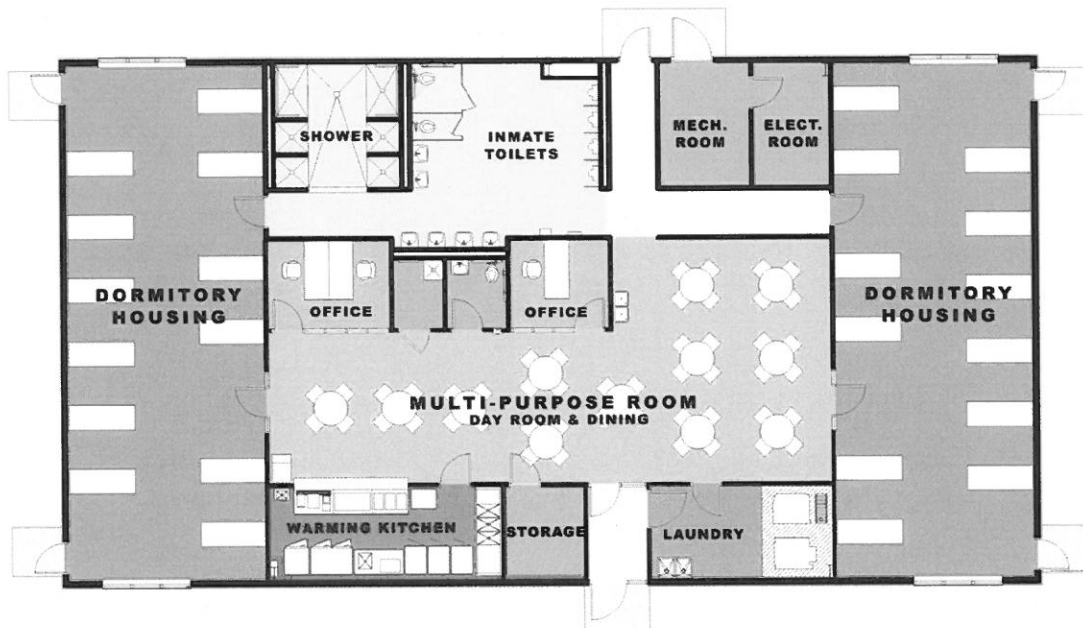 SHOWER
INMATE
TOILETS
MECH.
ROOM
ELECT.
ROOM
DORMITORY
HOUSING
OFFICE
OFFICE
DORMITORY
HOUSING
MULTI-PURPOSE ROOM
DAY ROOM & DINING
WARMING KITCHEN
STORAGE
LAUNDRY